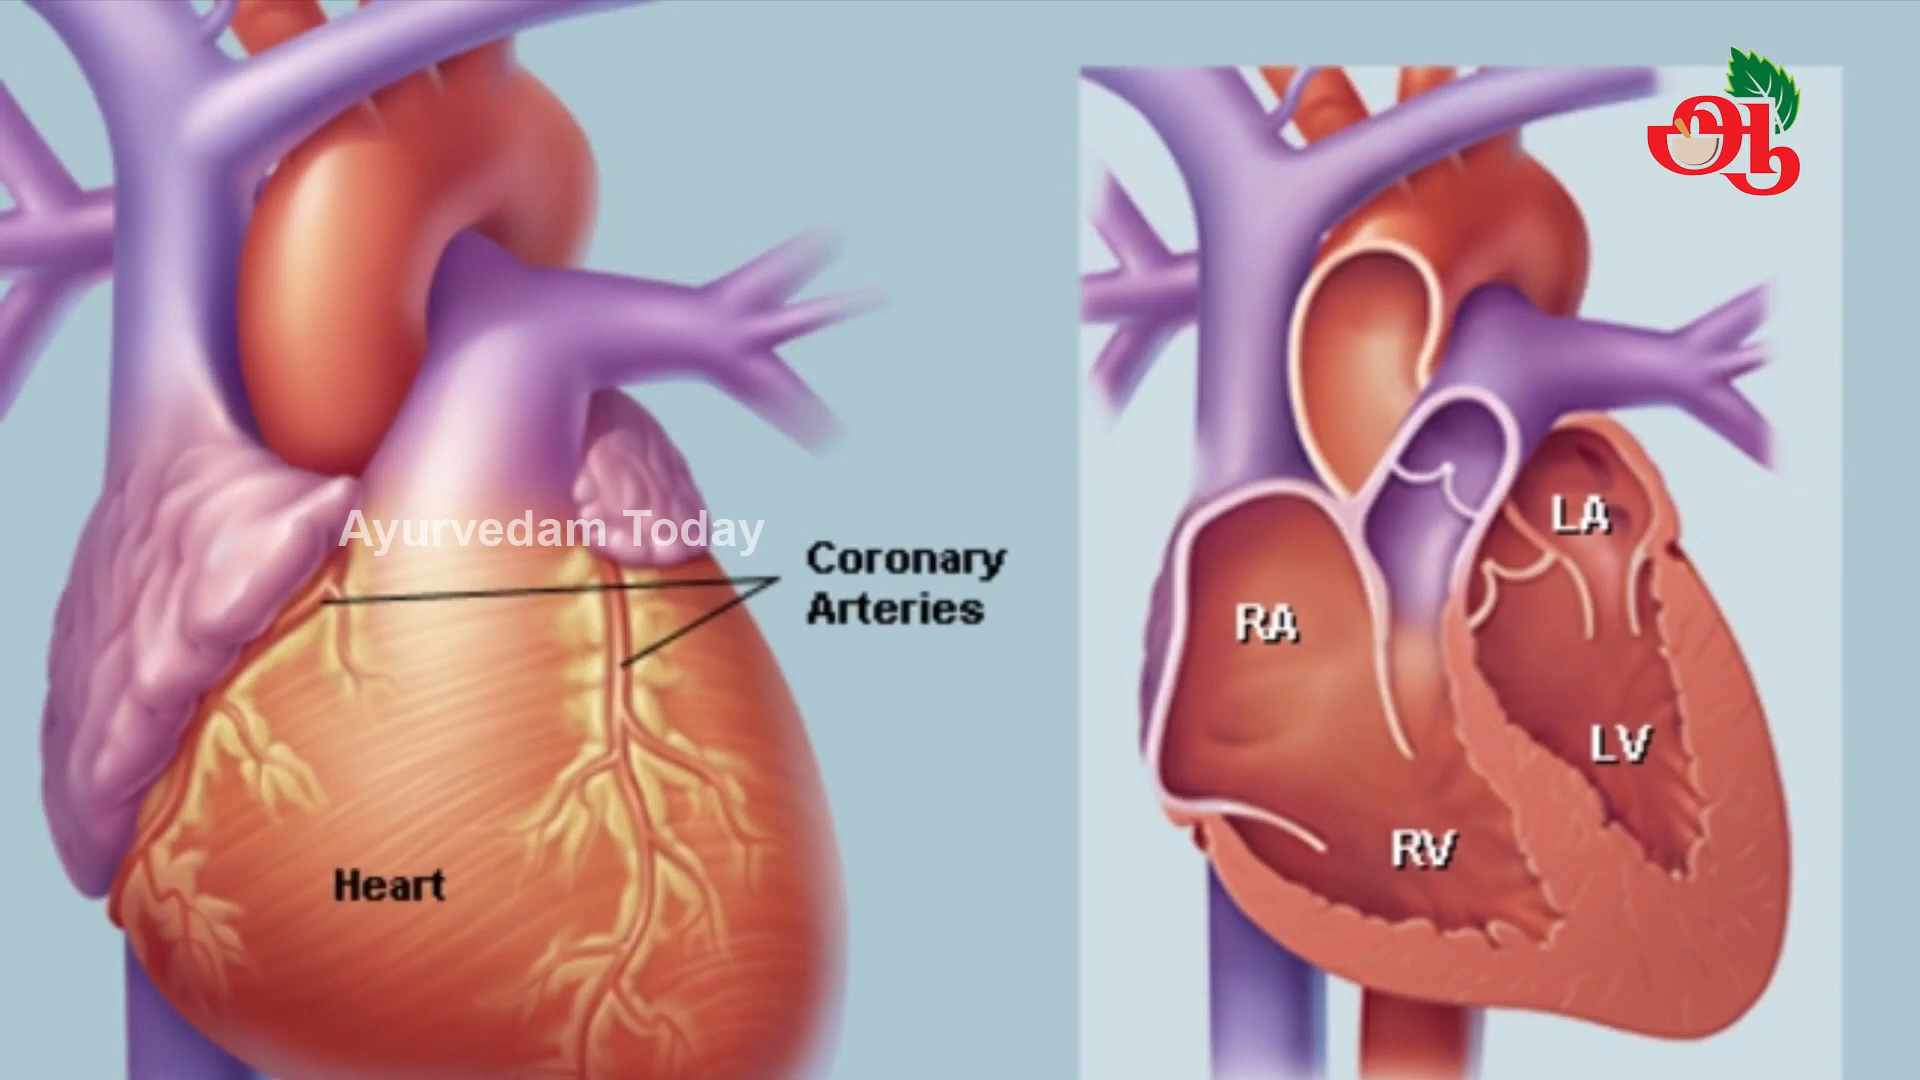 Ayurvedam Today
Coronary
Arteries
Heart
ஆ
LA
RA
LV
RV